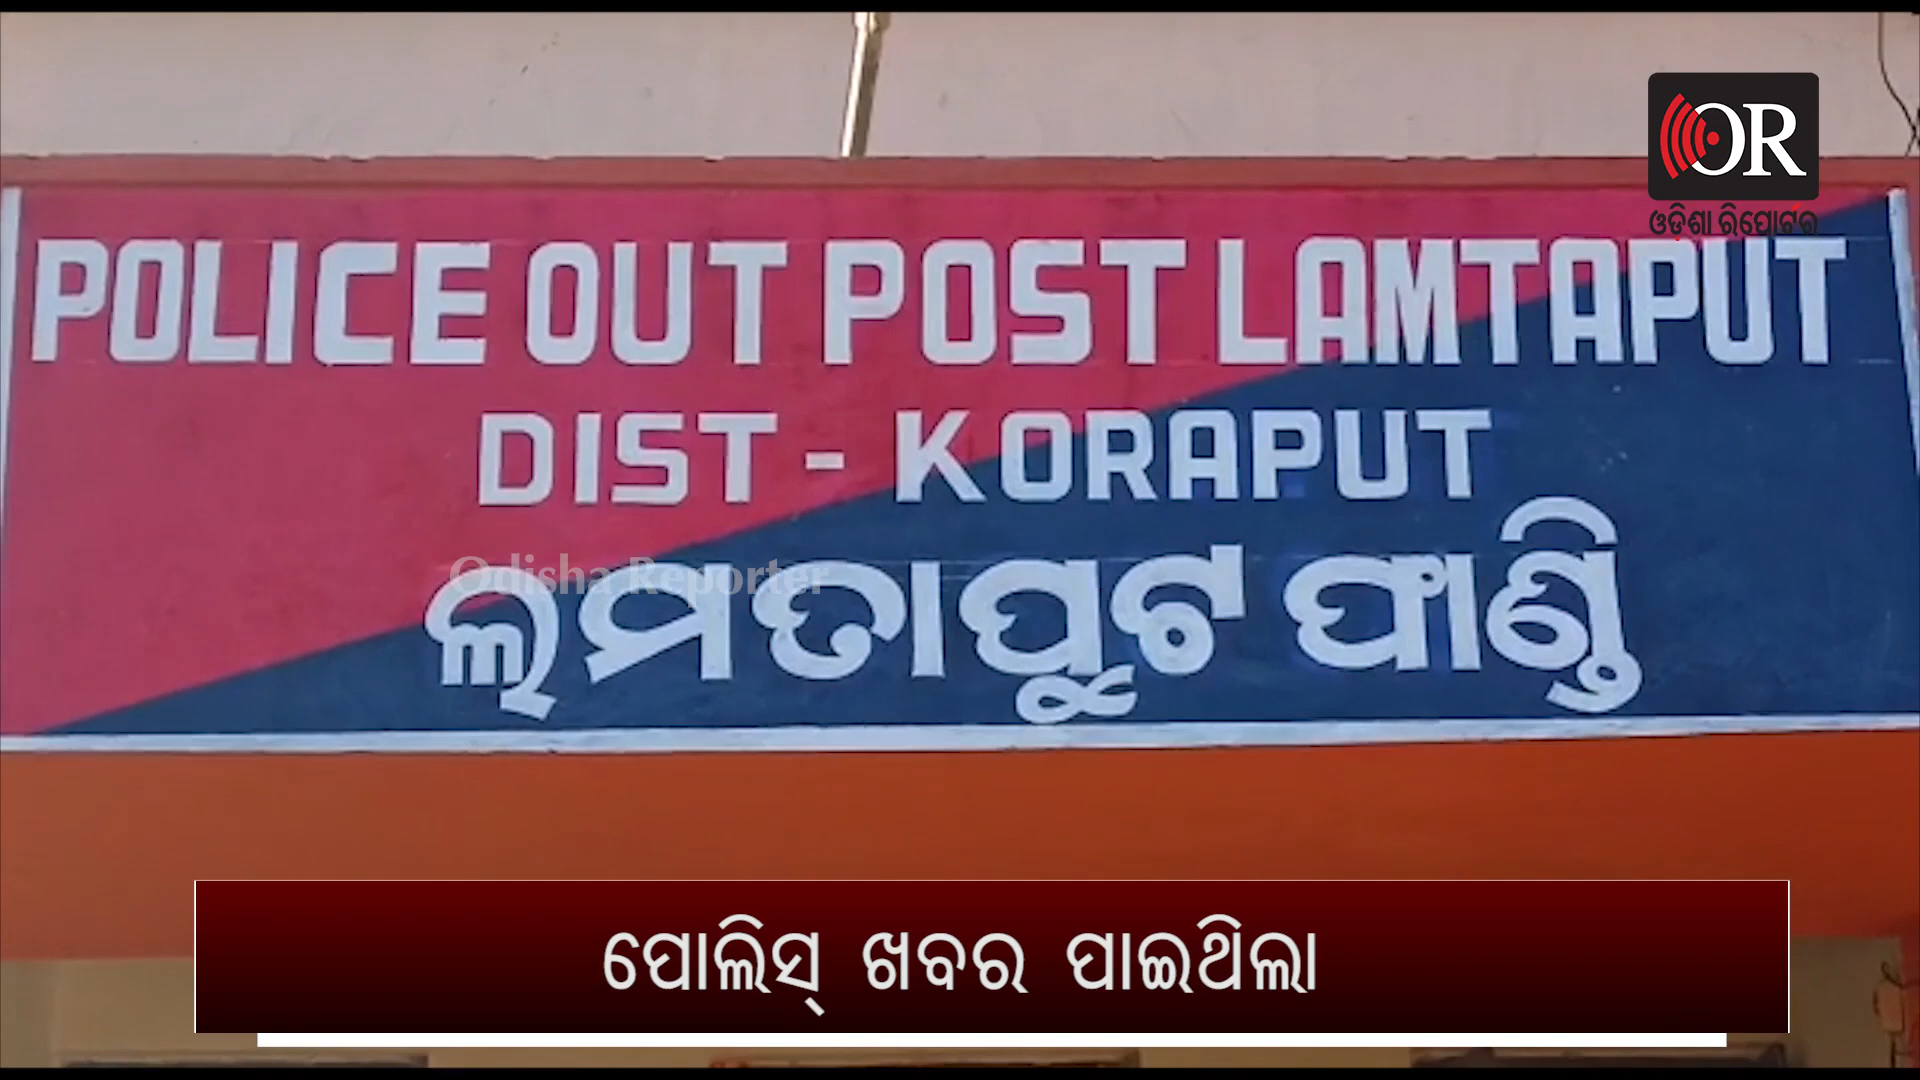 OR
ଓଡ଼ିଶା ରିପୋର୍ଟର
POLICE OUT POST LAMTAPUT
DIST - KORAPUT
Odisha Reporter
ଲମତାପୁଟ ଫାଣ୍ଡି
ପୋଲିସ୍ ଖବର ପାଇଥିଲା